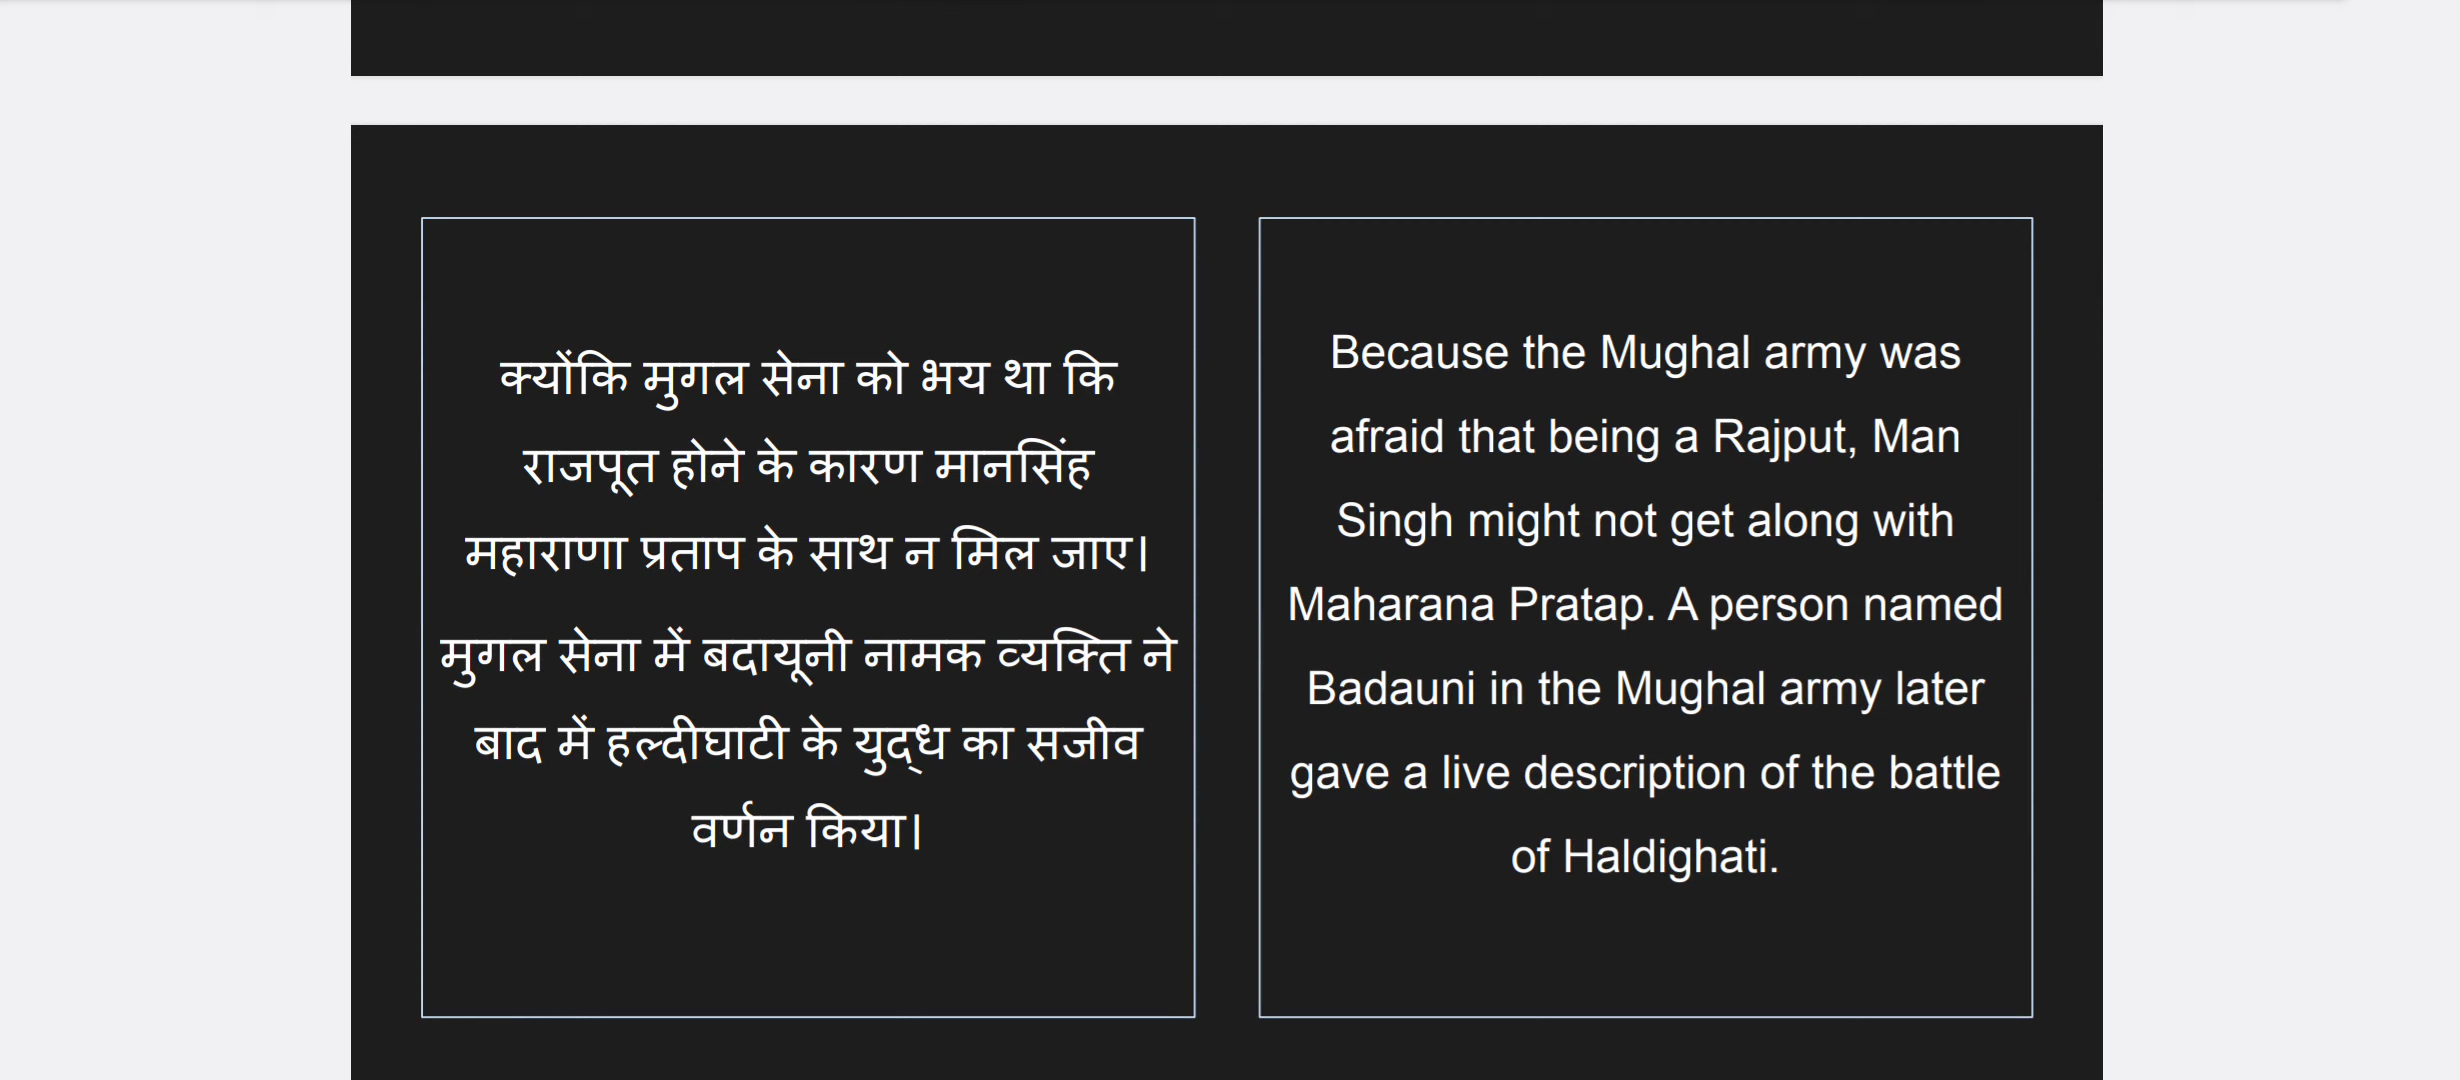 क्योंकि मुगल सेना को भय था कि
राजपूत होने के कारण मानसिंह
महाराणा प्रताप के साथ न मिल जाए।
मुगल सेना में बदायूनी नामक व्यक्ति ने
बाद में हल्दीघाटी के युद्ध का सजीव
वर्णन किया।
Because the Mughal army was
afraid that being a Rajput, Man
Singh might not get along with
Maharana Pratap. A person named
Badauni in the Mughal army later
gave a live description of the battle
of Haldighati.